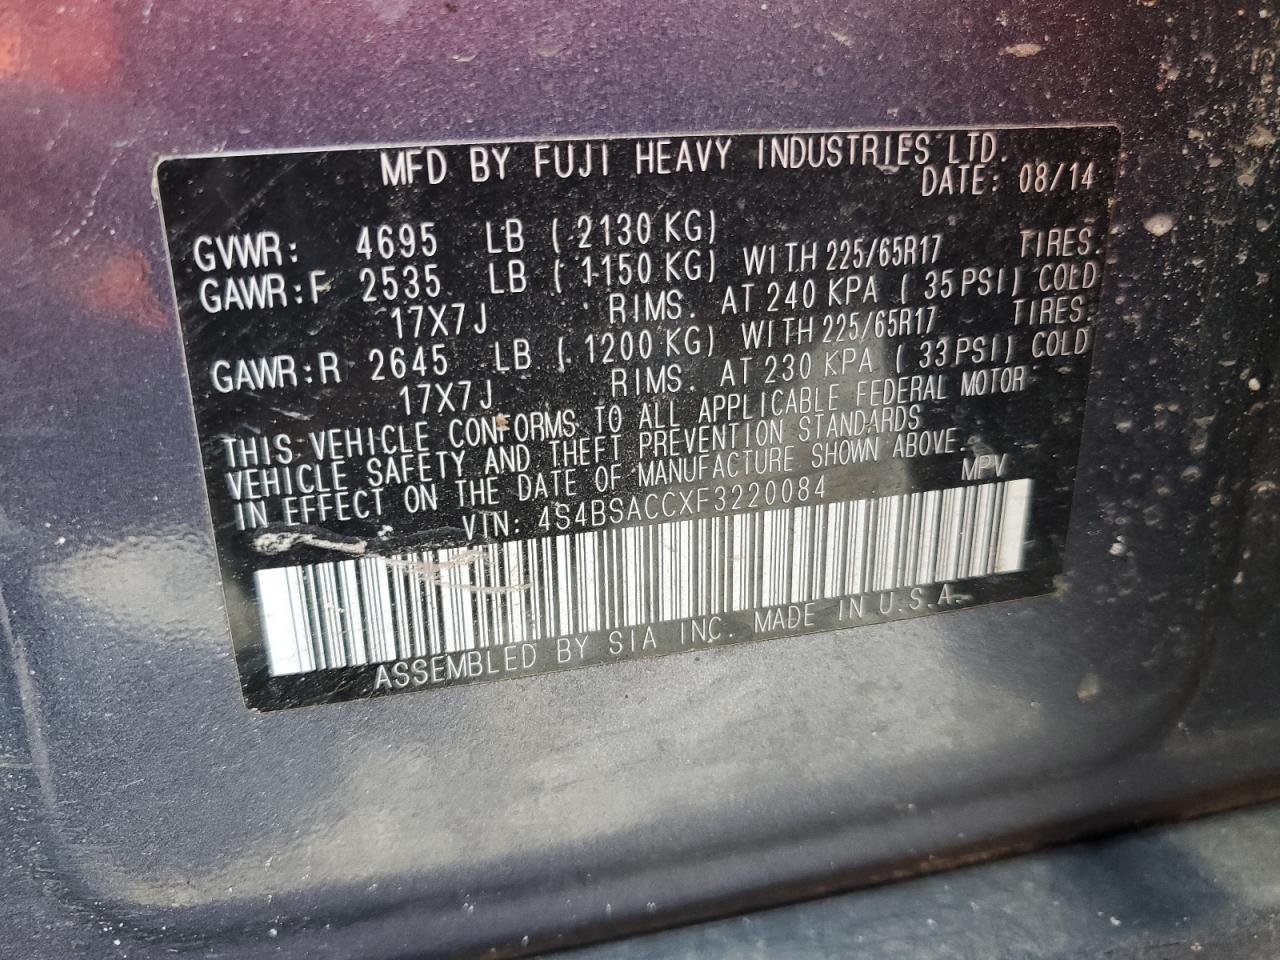 MFD BY FUJI HEAVY INDUSTRIES LTD.
DATE: 08/14
GVWR: 4695 LB ( 2130 KG)
GAWR:F 2535 LB ( 1150 KG) WITH 225/65R17 TIRES.
17X7J RIMS. AT 240 KPA ( 35 PSI) COLD
GAWR:R 2645 LB ( 1200 KG) WITH 225/65R17 TIRES.
17X7J RIMS. AT 230 KPA ( 33 PSI) COLD
THIS VEHICLE CONFORMS TO ALL APPLICABLE FEDERAL MOTOR
VEHICLE SAFETY AND THEFT PREVENTION STANDARDS
IN EFFECT ON THE DATE OF MANUFACTURE SHOWN ABOVE.
VIN: 4S4BSACCXF3220084 MPV
ASSEMBLED BY SIA INC. MADE IN U.S.A.